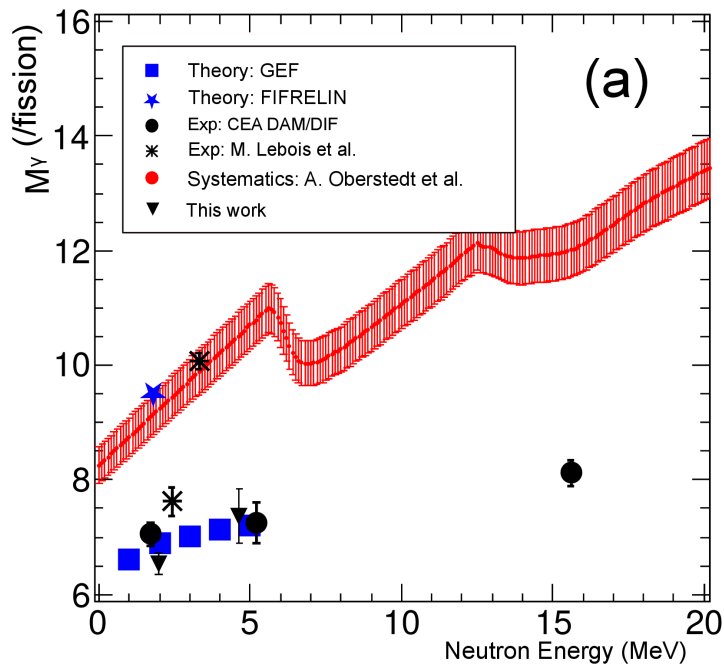 16
14
12
10
8
6
Mγ (/fission)
(a)
Theory: GEF
Theory: FIFRELIN
Exp: CEA DAM/DIF
Exp: M. Lebois et al.
Systematics: A. Oberstedt et al.
This work
0 5 10 15 20
Neutron Energy (MeV)